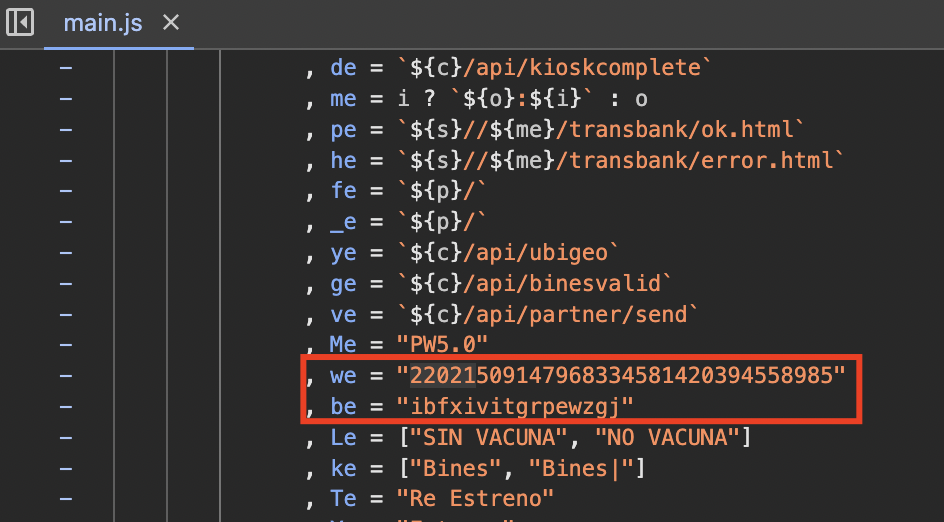 main.js ×
– , de = `${c}/api/kioskcomplete`
– , me = i ? `${o}:${i}` : o
– , pe = `${s}//${me}/transbank/ok.html`
– , he = `${s}//${me}/transbank/error.html`
– , fe = `${p}/`
– , _e = `${p}/`
– , ye = `${c}/api/ubigeo`
– , ge = `${c}/api/binesvalid`
– , ve = `${c}/api/partner/send`
– , Me = "PW5.0"
– , we = "22021509147968334581420394558985"
– , be = "ibfxivitgrpewzgj"
– , Le = ["SIN VACUNA", "NO VACUNA"]
– , ke = ["Bines", "Bines|"]
– , Te = "Re Estreno"